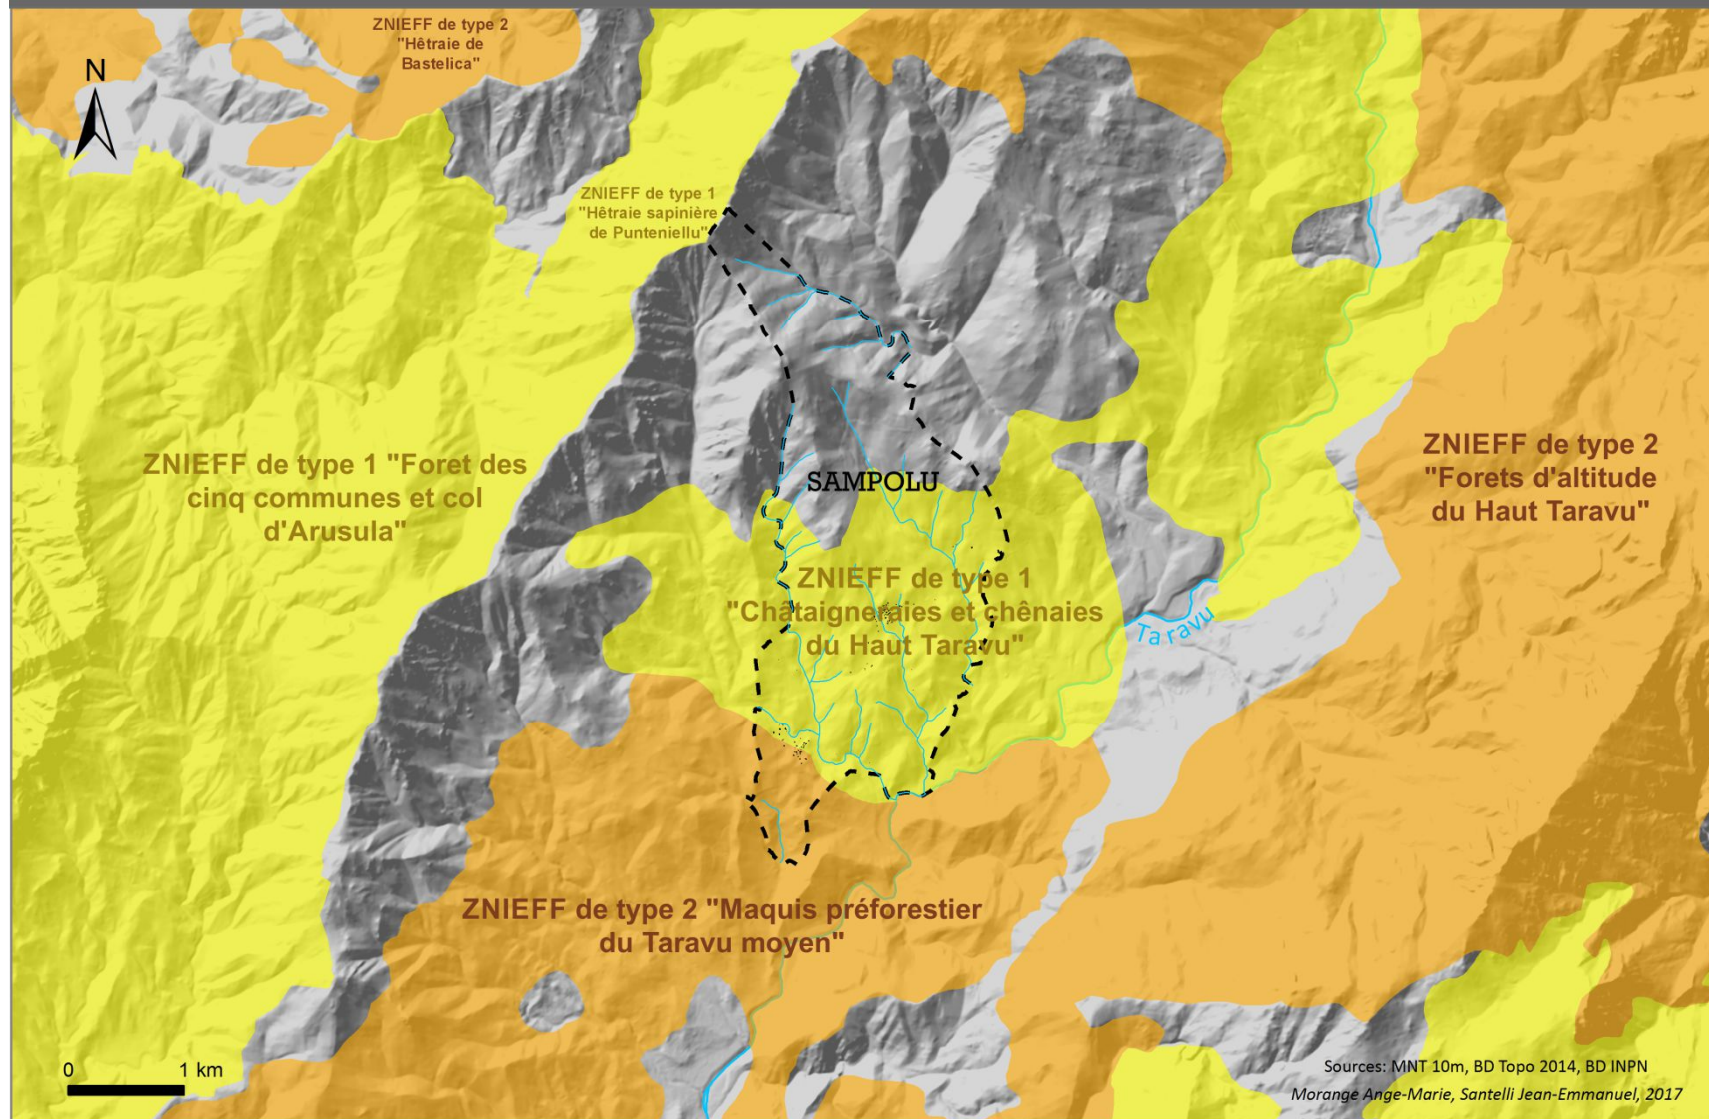 ZNIEFF de type 2
"Hêtraie de
Bastelica"
N
ZNIEFF de type 1
"Hêtraie sapinière
de Punteniellu"
ZNIEFF de type 1 "Foret des
cinq communes et col
d'Arusula"
SAMPOLU
ZNIEFF de type 2
"Forets d'altitude
du Haut Taravu"
ZNIEFF de type 1
"Châtaigneraies et chênaies
du Haut Taravu"
Taravu
ZNIEFF de type 2 "Maquis préforestier
du Taravu moyen"
0 1 km
Sources: MNT 10m, BD Topo 2014, BD INPN
Morange Ange-Marie, Santelli Jean-Emmanuel, 2017